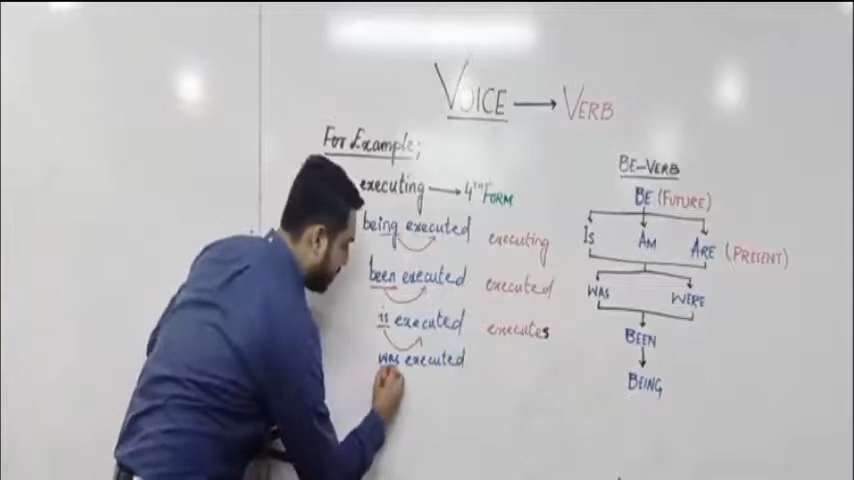 VOICE → VERB
For Example;
executing → 4TH FORM
being executed executing
been executed executed
is executed executes
was executed
BE-VERB
BE (FUTURE)
IS AM ARE (PRESENT)
WAS WERE
BEEN
BEING